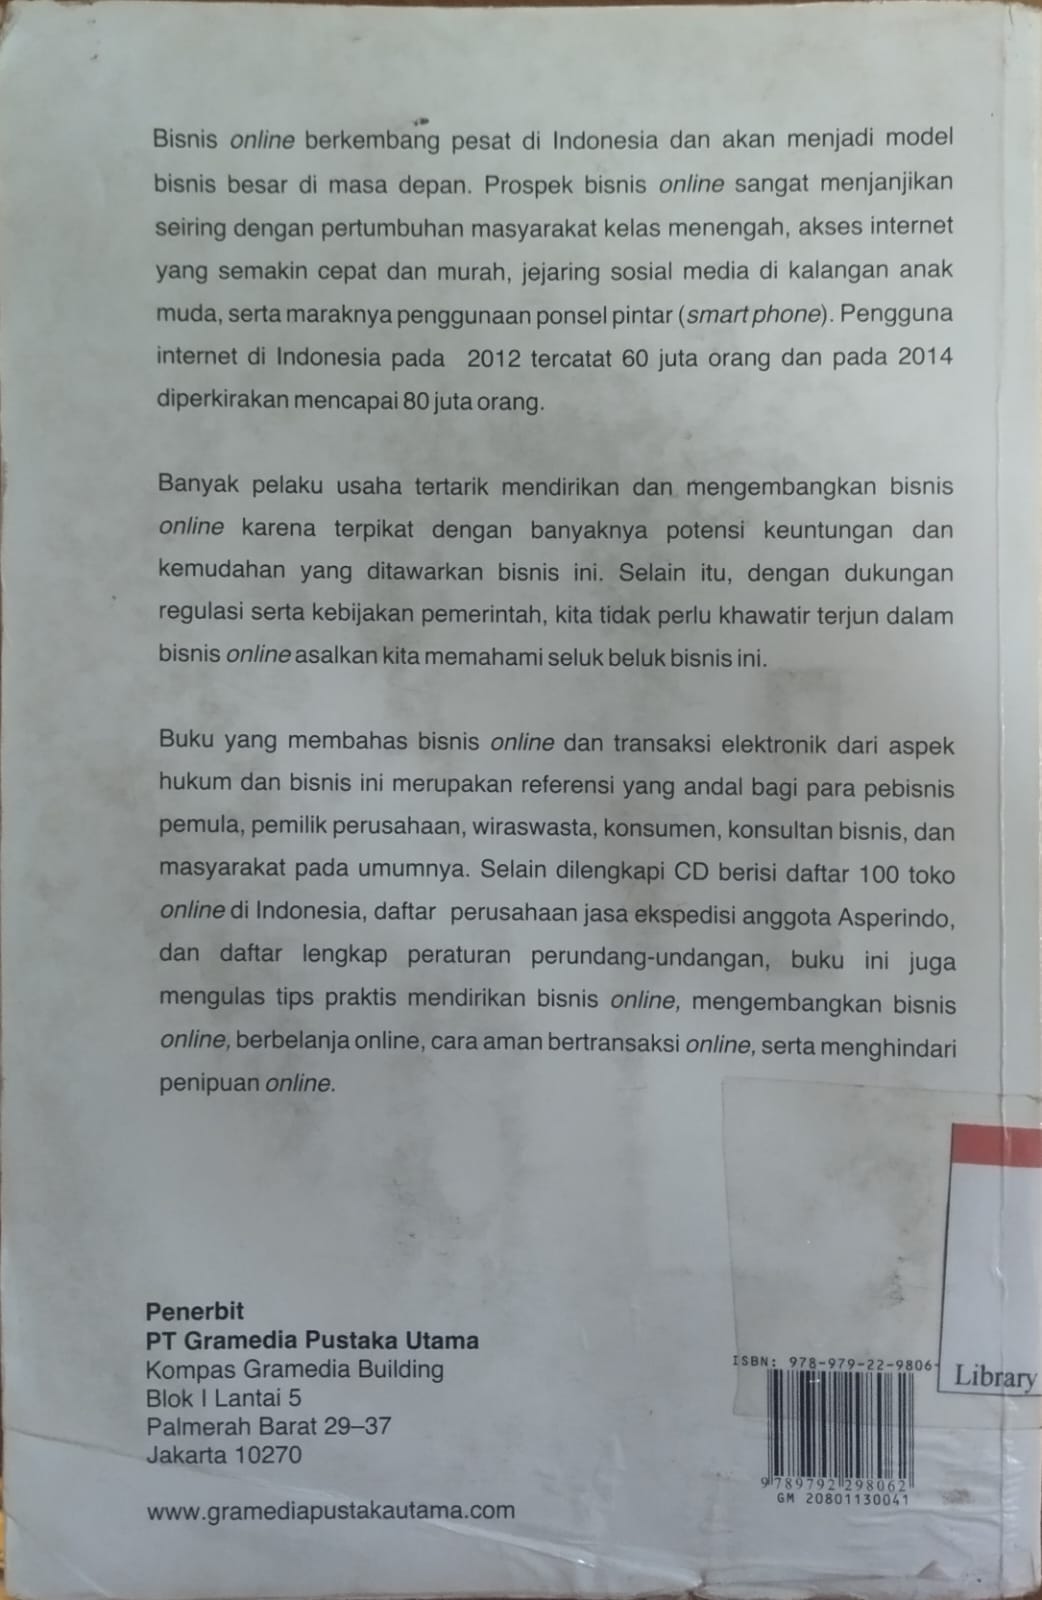 Bisnis online berkembang pesat di Indonesia dan akan menjadi model
bisnis besar di masa depan. Prospek bisnis online sangat menjanjikan
seiring dengan pertumbuhan masyarakat kelas menengah, akses internet
yang semakin cepat dan murah, jejaring sosial media di kalangan anak
muda, serta maraknya penggunaan ponsel pintar (smart phone). Pengguna
internet di Indonesia pada 2012 tercatat 60 juta orang dan pada 2014
diperkirakan mencapai 80 juta orang.
Banyak pelaku usaha tertarik mendirikan dan mengembangkan bisnis
online karena terpikat dengan banyaknya potensi keuntungan dan
kemudahan yang ditawarkan bisnis ini. Selain itu, dengan dukungan
regulasi serta kebijakan pemerintah, kita tidak perlu khawatir terjun dalam
bisnis online asalkan kita memahami seluk beluk bisnis ini.
Buku yang membahas bisnis online dan transaksi elektronik dari aspek
hukum dan bisnis ini merupakan referensi yang andal bagi para pebisnis
pemula, pemilik perusahaan, wiraswasta, konsumen, konsultan bisnis, dan
masyarakat pada umumnya. Selain dilengkapi CD berisi daftar 100 toko
online di Indonesia, daftar perusahaan jasa ekspedisi anggota Asperindo,
dan daftar lengkap peraturan perundang-undangan, buku ini juga
mengulas tips praktis mendirikan bisnis online, mengembangkan bisnis
online, berbelanja online, cara aman bertransaksi online, serta menghindari
penipuan online.
Penerbit
PT Gramedia Pustaka Utama
Kompas Gramedia Building
Blok I Lantai 5
Palmerah Barat 29–37
Jakarta 10270
www.gramediapustakautama.com
ISBN: 978-979-22-9806-
9 789792 298062
GM 20801130041
Library